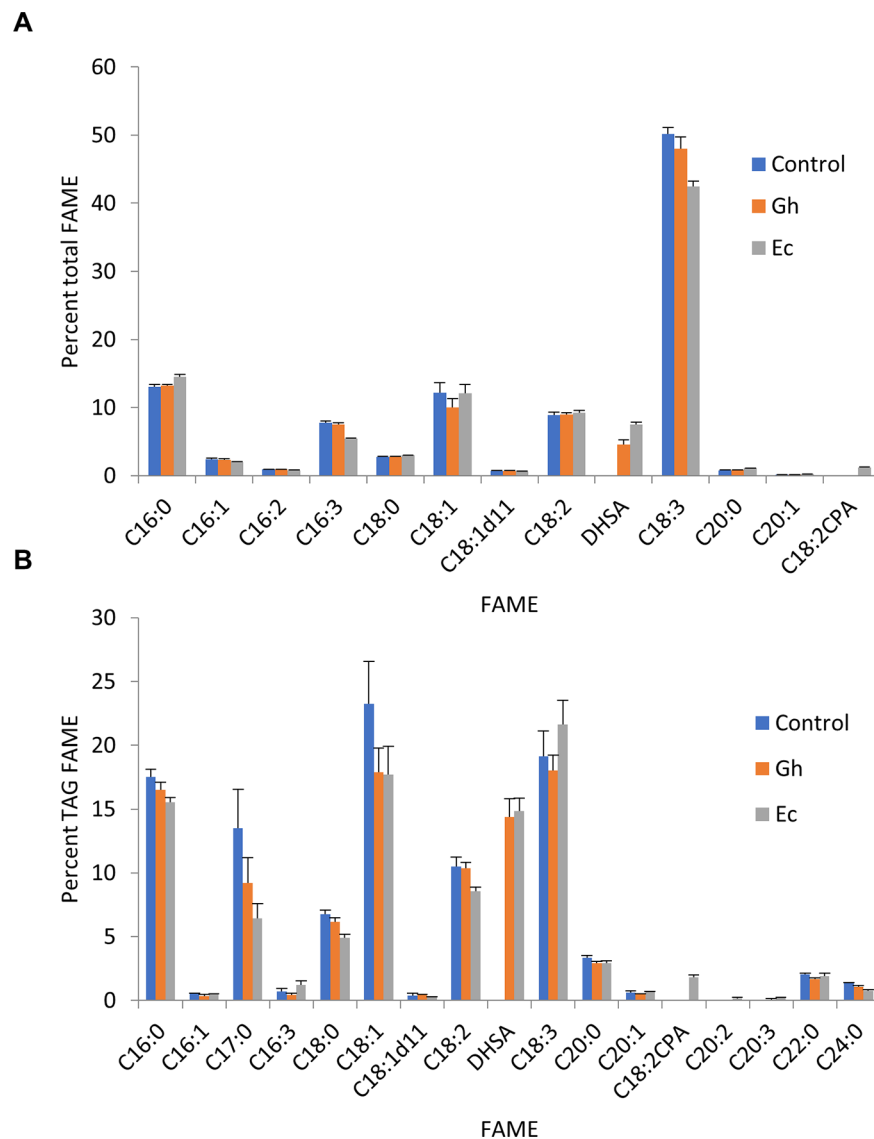 A
60
50
40
30
20
10
0
Percent total FAME
Control
Gh
Ec
C16:0 C16:1 C16:2 C16:3 C18:0 C18:1 C18:1d11 C18:2 DHSA C18:3 C20:0 C20:1 C18:2CPA
FAME
B
30
25
20
15
10
5
0
Percent TAG FAME
Control
Gh
Ec
C16:0 C16:1 C17:0 C16:3 C18:0 C18:1 C18:1d11 C18:2 DHSA C18:3 C20:0 C20:1 C18:2CPA C20:2 C20:3 C22:0 C24:0
FAME